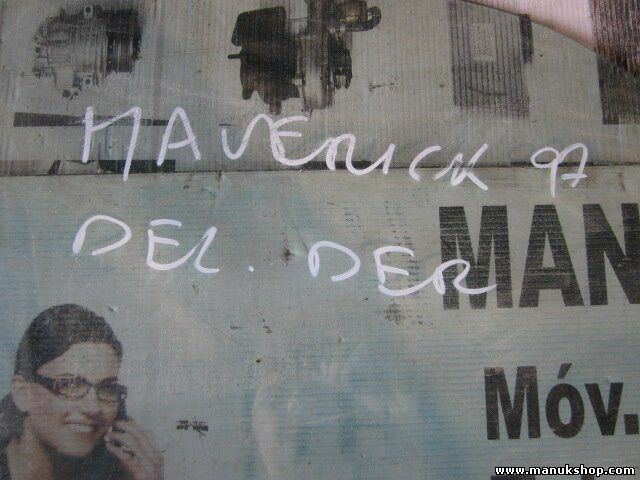 MAVERICK 97
DEL. DER
MAN
Móv.
www.manukshop.com